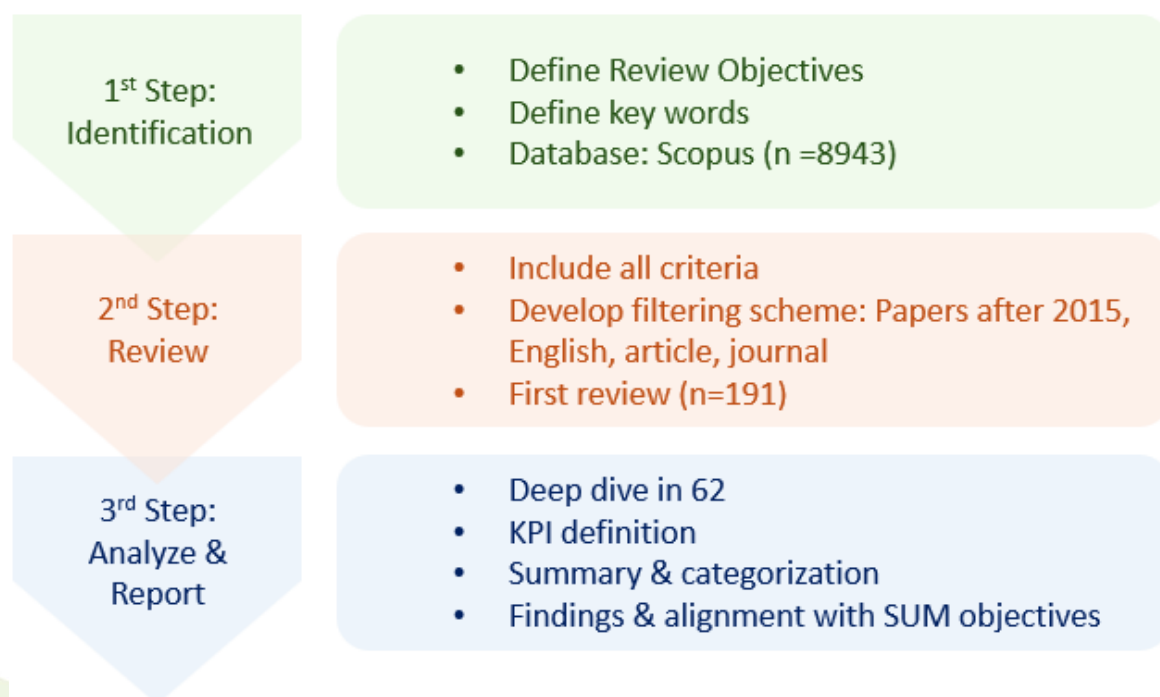 1st Step:
Identification
• Define Review Objectives
• Define key words
• Database: Scopus (n =8943)
2nd Step:
Review
• Include all criteria
• Develop filtering scheme: Papers after 2015,
English, article, journal
• First review (n=191)
3rd Step:
Analyze &
Report
• Deep dive in 62
• KPI definition
• Summary & categorization
• Findings & alignment with SUM objectives